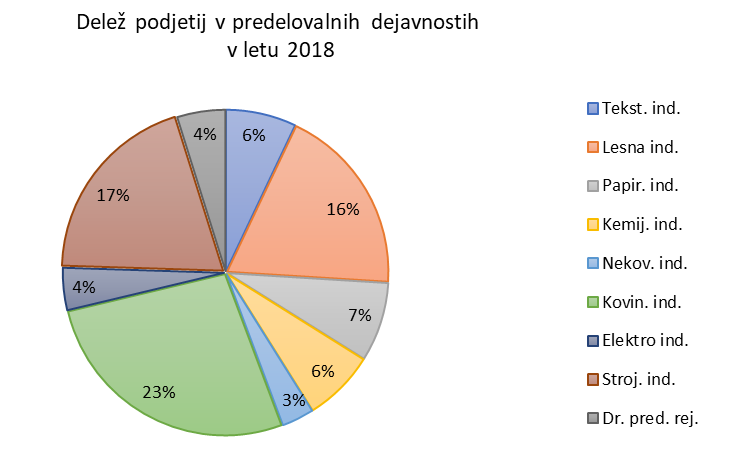 Delež podjetij v predelovalnih dejavnostih
v letu 2018
4%
6%
17%
16%
4%
7%
6%
3%
23%
Tekst. ind.
Lesna ind.
Papir. ind.
Kemij. ind.
Nekov. ind.
Kovin. ind.
Elektro ind.
Stroj. ind.
Dr. pred. rej.